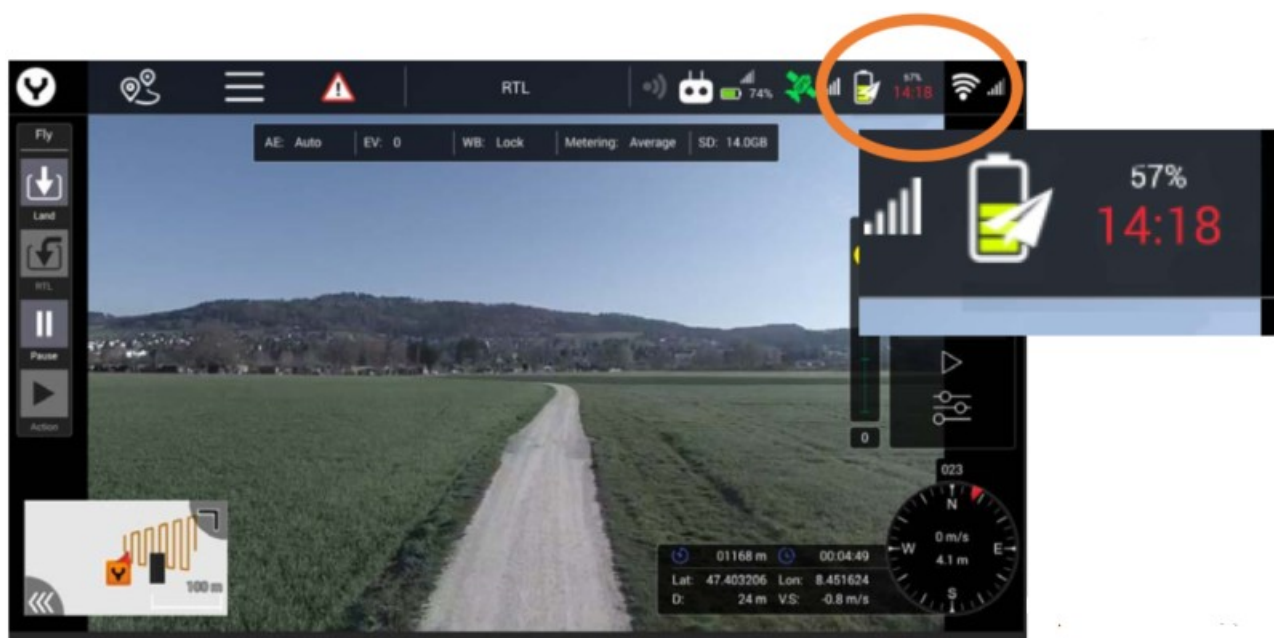 RTL
74%
57%
14:18
Fly
AE: Auto EV: 0 WB: Lock Metering: Average SD: 14.0GB
57%
14:18
Land
RTL
Pause
Action
0
023
N
0 m/s
W E
4.1 m
S
01168 m 00:04:49
Lat: 47.403206 Lon: 8.451624
D: 24 m V.S: -0.8 m/s
100 m